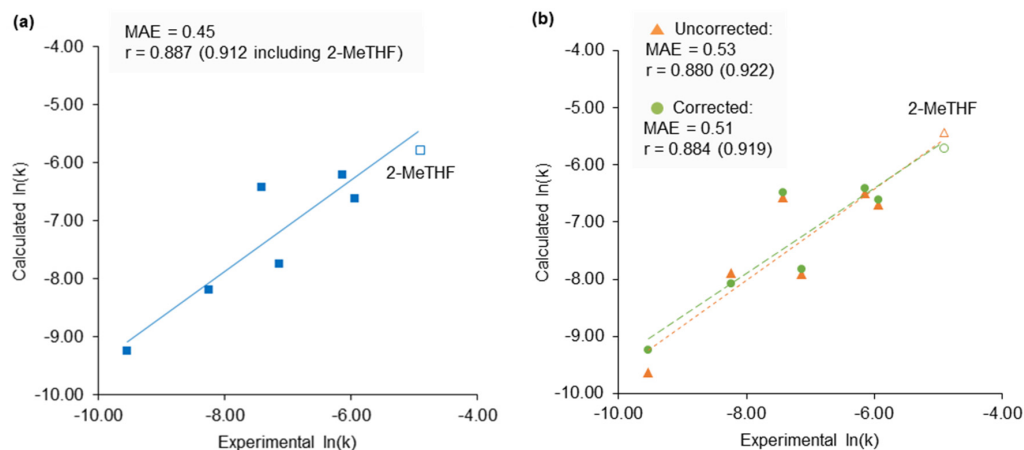 (a)
MAE = 0.45
r = 0.887 (0.912 including 2-MeTHF)
-4.00
-5.00
-6.00
-7.00
-8.00
-9.00
-10.00
Calculated ln(k)
2-MeTHF
-10.00 -8.00 -6.00 -4.00
Experimental ln(k)
(b)
Uncorrected:
MAE = 0.53
r = 0.880 (0.922)
Corrected:
MAE = 0.51
r = 0.884 (0.919)
-4.00
-5.00
-6.00
-7.00
-8.00
-9.00
-10.00
Calculated ln(k)
2-MeTHF
-10.00 -8.00 -6.00 -4.00
Experimental ln(k)